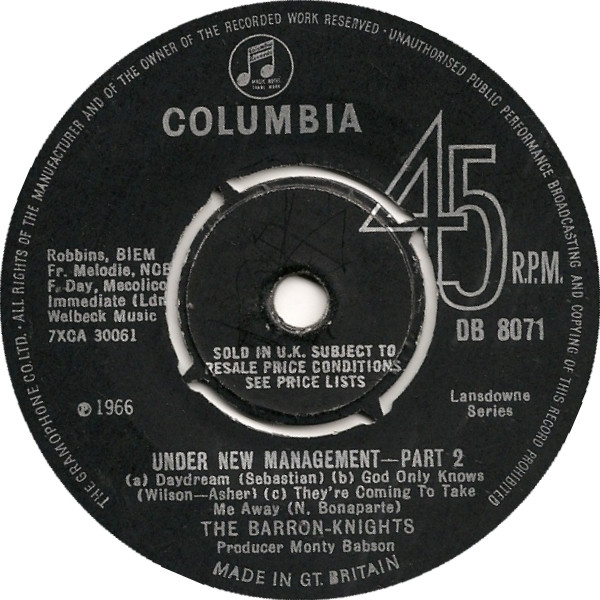 THE GRAMOPHONE CO. LTD. · ALL RIGHTS OF THE MANUFACTURER AND OF THE OWNER OF THE RECORDED WORK RESERVED · UNAUTHORISED PUBLIC PERFORMANCE BROADCASTING AND COPYING OF THIS RECORD PROHIBITED
MAGIC NOTES
TRADE MARK
COLUMBIA
45
R.P.M.
DB 8071
Robbins, BIEM
Fr. Melodie, NCB
F. Day, Mecolico
Immediate (Ldn
Welbeck Music
7XCA 30061
SOLD IN U.K. SUBJECT TO
RESALE PRICE CONDITIONS
SEE PRICE LISTS
Lansdowne
Series
℗ 1966
UNDER NEW MANAGEMENT—PART 2
(a) Daydream (Sebastian) (b) God Only Knows
(Wilson—Asher) (c) They're Coming To Take
Me Away (N. Bonaparte)
THE BARRON-KNIGHTS
Producer Monty Babson
MADE IN GT. BRITAIN